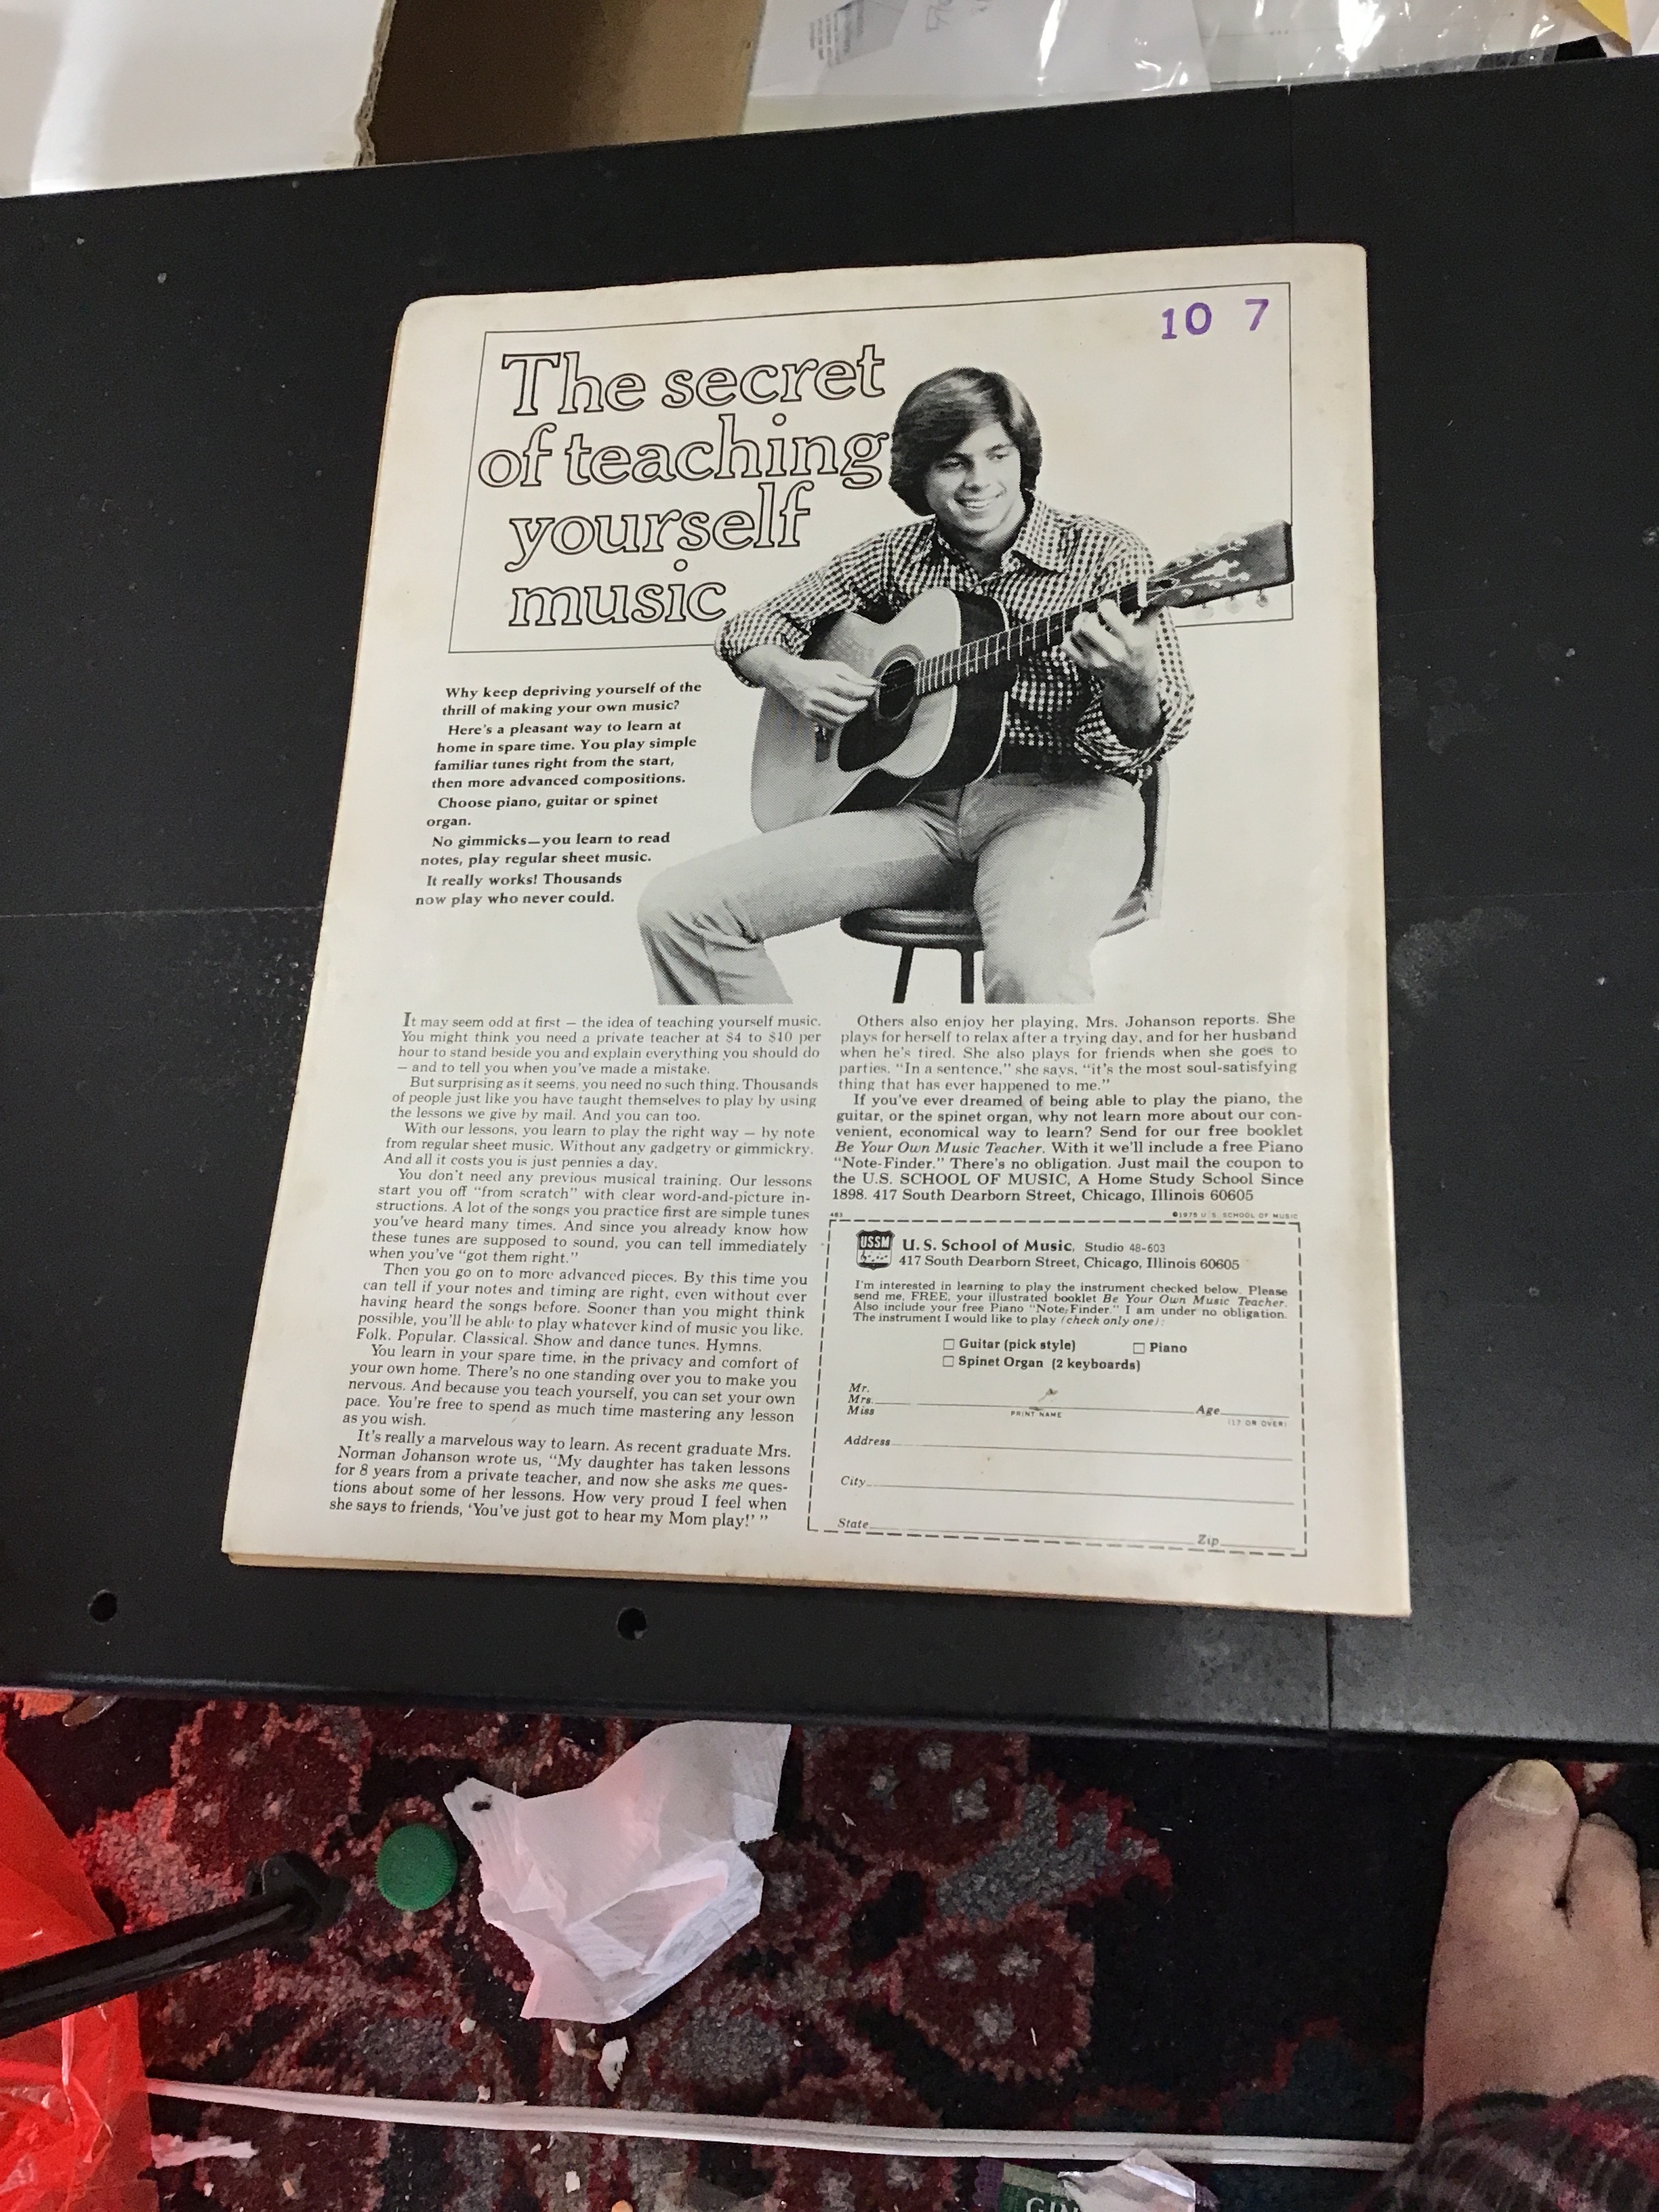 10 7
The secret
of teaching
yourself
music
Why keep depriving yourself of the
thrill of making your own music?
Here's a pleasant way to learn at
home in spare time. You play simple
familiar tunes right from the start,
then more advanced compositions.
Choose piano, guitar or spinet
organ.
No gimmicks—you learn to read
notes, play regular sheet music.
It really works! Thousands
now play who never could.
It may seem odd at first — the idea of teaching yourself music.
You might think you need a private teacher at $4 to $10 per
hour to stand beside you and explain everything you should do
— and to tell you when you've made a mistake.
But surprising as it seems, you need no such thing. Thousands
of people just like you have taught themselves to play by using
the lessons we give by mail. And you can too.
With our lessons, you learn to play the right way — by note
from regular sheet music. Without any gadgetry or gimmickry.
And all it costs you is just pennies a day.
You don't need any previous musical training. Our lessons
start you off "from scratch" with clear word-and-picture in-
structions. A lot of the songs you practice first are simple tunes
you've heard many times. And since you already know how
these tunes are supposed to sound, you can tell immediately
when you've "got them right."
Then you go on to more advanced pieces. By this time you
can tell if your notes and timing are right, even without ever
having heard the songs before. Sooner than you might think
possible, you'll be able to play whatever kind of music you like.
Folk. Popular. Classical. Show and dance tunes. Hymns.
You learn in your spare time, in the privacy and comfort of
your own home. There's no one standing over you to make you
nervous. And because you teach yourself, you can set your own
pace. You're free to spend as much time mastering any lesson
as you wish.
It's really a marvelous way to learn. As recent graduate Mrs.
Norman Johanson wrote us, "My daughter has taken lessons
for 8 years from a private teacher, and now she asks me ques-
tions about some of her lessons. How very proud I feel when
she says to friends, 'You've just got to hear my Mom play!' "
Others also enjoy her playing, Mrs. Johanson reports. She
plays for herself to relax after a trying day, and for her husband
when he's tired. She also plays for friends when she goes to
parties. "In a sentence," she says, "it's the most soul-satisfying
thing that has ever happened to me."
If you've ever dreamed of being able to play the piano, the
guitar, or the spinet organ, why not learn more about our con-
venient, economical way to learn? Send for our free booklet
Be Your Own Music Teacher. With it we'll include a free Piano
"Note-Finder." There's no obligation. Just mail the coupon to
the U.S. SCHOOL OF MUSIC, A Home Study School Since
1898. 417 South Dearborn Street, Chicago, Illinois 60605
©1975 U. S. SCHOOL OF MUSIC
USSM
U. S. School of Music, Studio 48-603
417 South Dearborn Street, Chicago, Illinois 60605
I'm interested in learning to play the instrument checked below. Please
send me, FREE, your illustrated booklet Be Your Own Music Teacher.
Also include your free Piano "Note-Finder." I am under no obligation.
The instrument I would like to play (check only one):
Guitar (pick style) Piano
Spinet Organ (2 keyboards)
Mr.
Mrs. Age
Miss PRINT NAME (17 OR OVER)
Address
City
State Zip